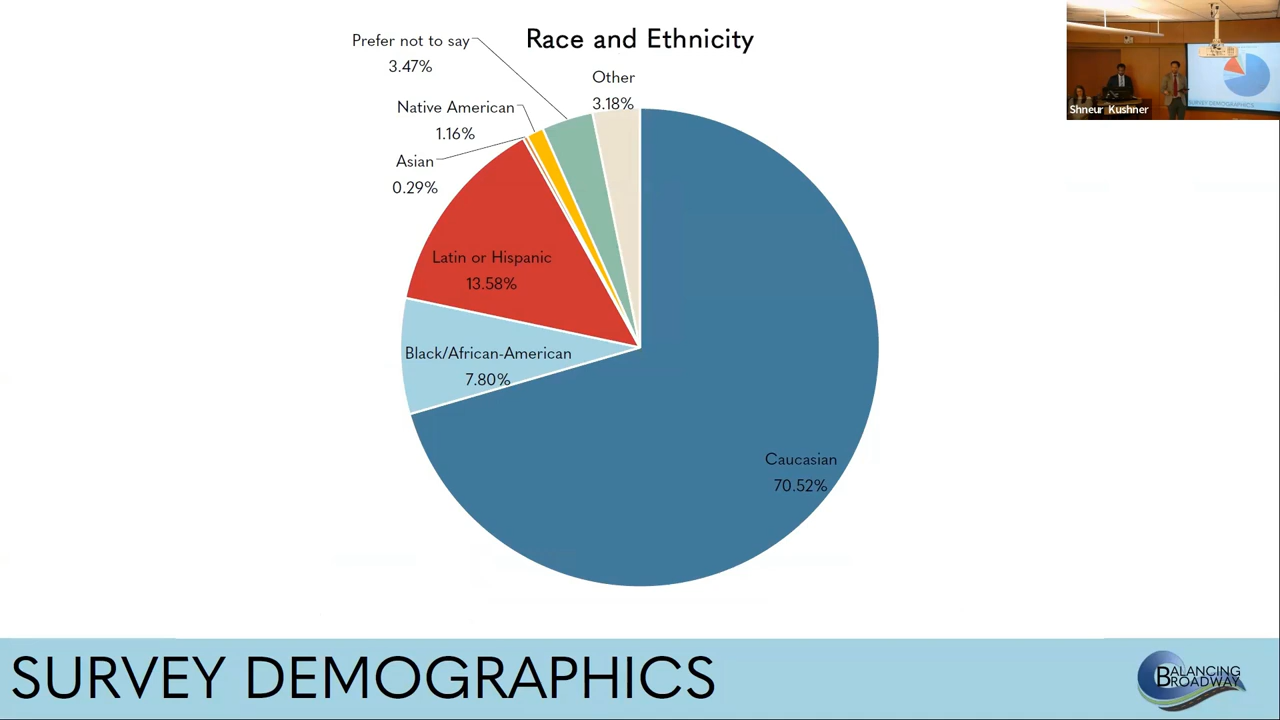 Race and Ethnicity
Prefer not to say
3.47%
Other
3.18%
Native American
1.16%
Asian
0.29%
Latin or Hispanic
13.58%
Black/African-American
7.80%
Caucasian
70.52%
Shneur Kushner
SURVEY DEMOGRAPHICS
SURVEY DEMOGRAPHICS
BALANCING
BROADWAY